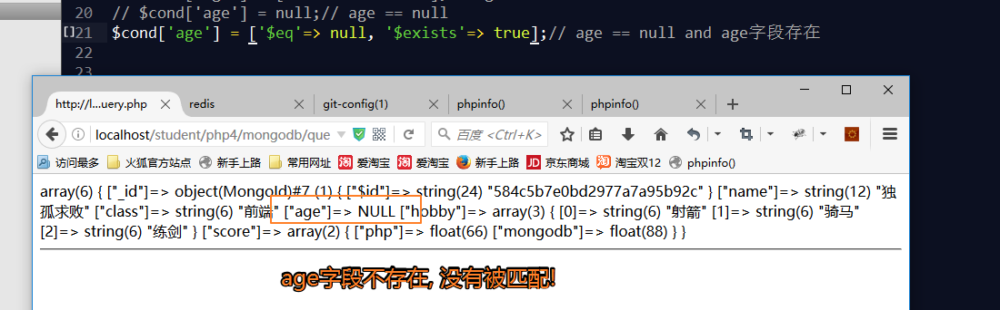 20 // $cond['age'] = null;// age == null
21 $cond['age'] = ['$eq'=> null, '$exists'=> true];// age == null and age字段存在
22
23
http://l...uery.php
redis
git-config(1)
phpinfo()
phpinfo()
localhost/student/php4/mongodb/que
百度 <Ctrl+K>
访问最多 火狐官方站点 新手上路 常用网址 爱淘宝 爱淘宝 新手上路 京东商城 淘宝双12 phpinfo()
array(6) { ["_id"]=> object(MongoId)#7 (1) { ["$id"]=> string(24) "584c5b7e0bd2977a7a95b92c" } ["name"]=> string(12) "独
孤求败" ["class"]=> string(6) "前端" ["age"]=> NULL ["hobby"]=> array(3) { [0]=> string(6) "射箭" [1]=> string(6) "骑马"
[2]=> string(6) "练剑" } ["score"]=> array(2) { ["php"]=> float(66) ["mongodb"]=> float(88) } }
age字段不存在, 没有被匹配!